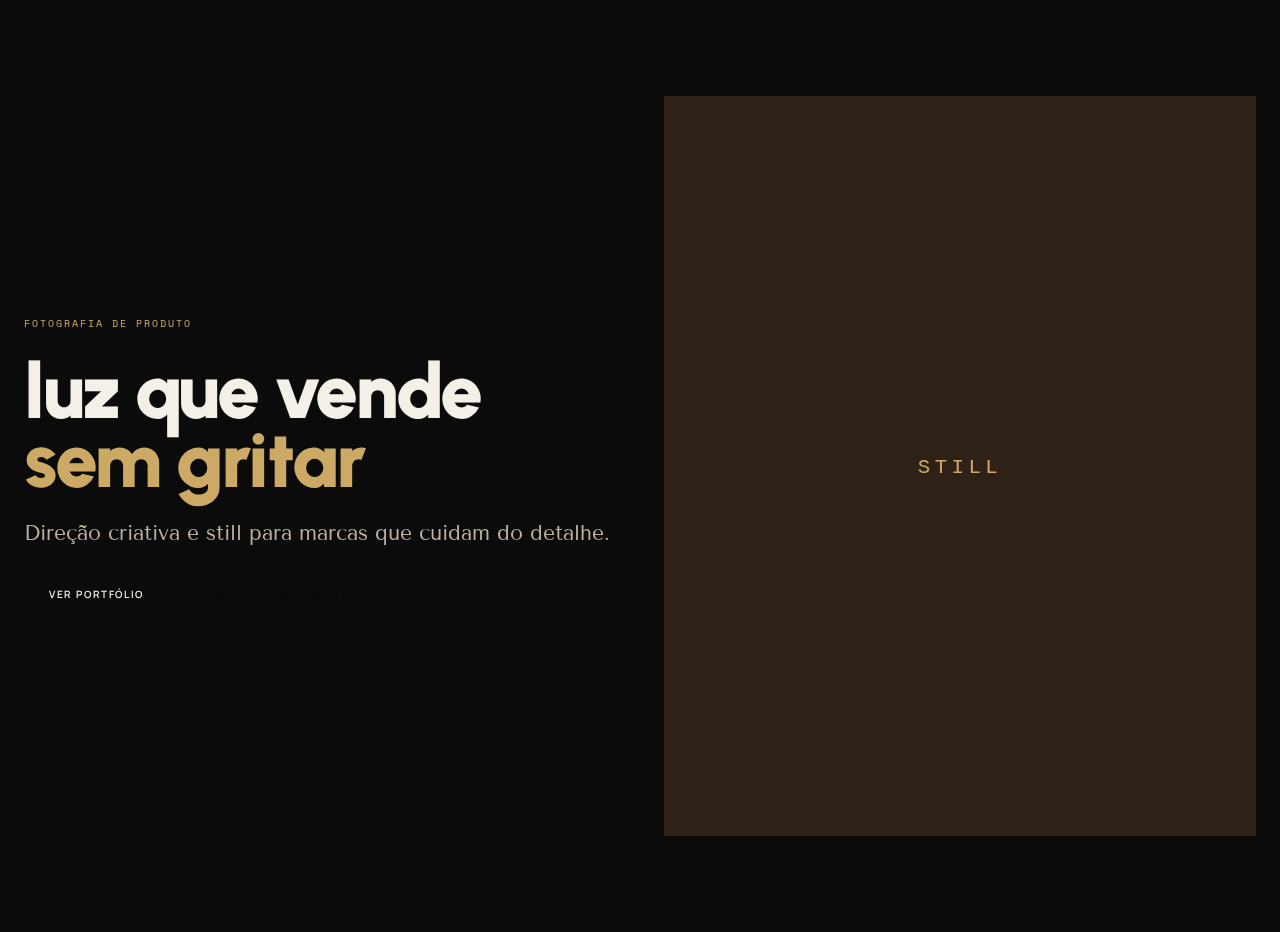 FOTOGRAFIA DE PRODUTO
luz que vende
sem gritar
Direção criativa e still para marcas que cuidam do detalhe.
VER PORTFÓLIO
STILL